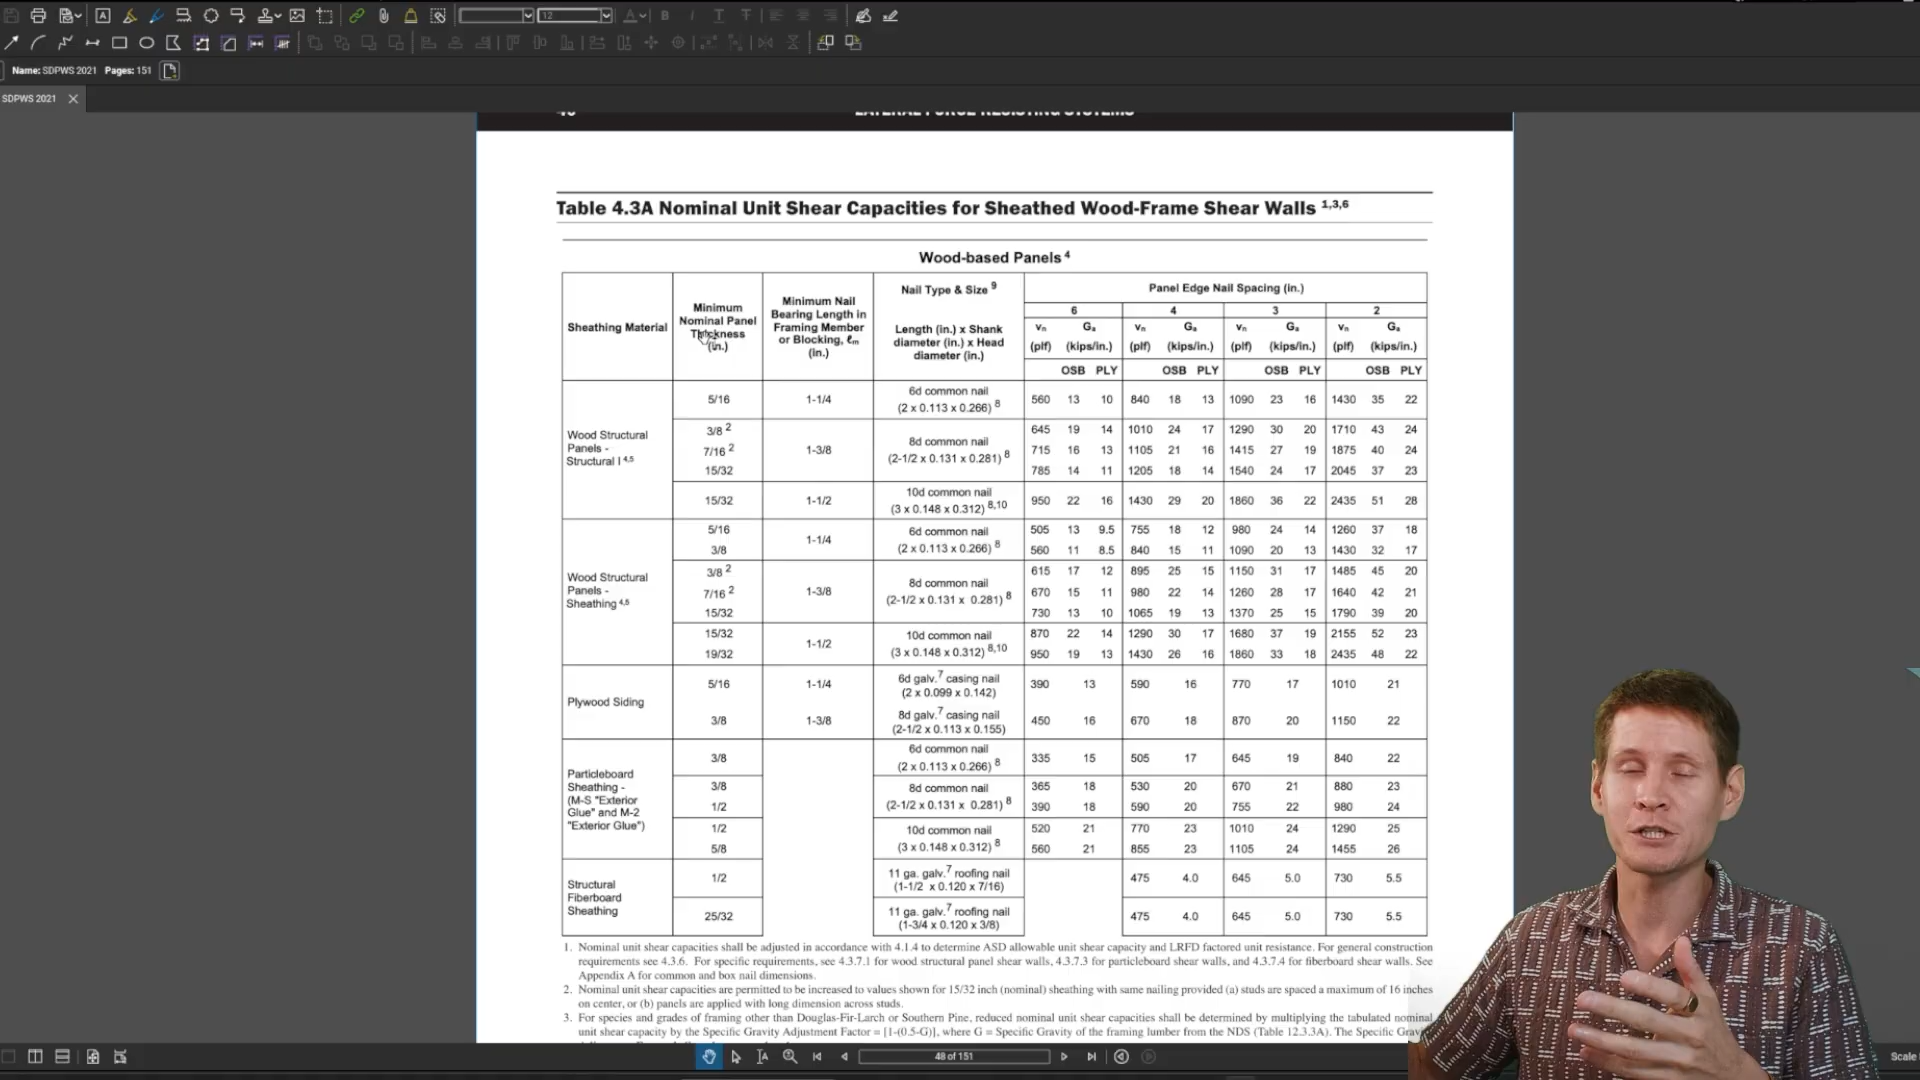 12
Name: SDPWS 2021 Pages: 151
SDPWS 2021
LATERAL FORCE-RESISTING SYSTEMS
Table 4.3A Nominal Unit Shear Capacities for Sheathed Wood-Frame Shear Walls 1,3,6
Wood-based Panels 4
Sheathing Material
Minimum
Nominal Panel
Thickness
(in.)
Minimum Nail
Bearing Length in
Framing Member
or Blocking, ℓm
(in.)
Nail Type & Size 9
Length (in.) x Shank
diameter (in.) x Head
diameter (in.)
Panel Edge Nail Spacing (in.)
6 4 3 2
vn Ga vn Ga vn Ga vn Ga
(plf) (kips/in.) (plf) (kips/in.) (plf) (kips/in.) (plf) (kips/in.)
OSB PLY OSB PLY OSB PLY OSB PLY
Wood Structural
Panels -
Structural I 4,5
5/16 1-1/4 6d common nail
(2 x 0.113 x 0.266) 8
560 13 10 840 18 13 1090 23 16 1430 35 22
3/8 2 645 19 14 1010 24 17 1290 30 20 1710 43 24
7/16 2 1-3/8 8d common nail
(2-1/2 x 0.131 x 0.281) 8
715 16 13 1105 21 16 1415 27 19 1875 40 24
15/32 785 14 11 1205 18 14 1540 24 17 2045 37 23
15/32 1-1/2 10d common nail
(3 x 0.148 x 0.312) 8,10
950 22 16 1430 29 20 1860 36 22 2435 51 28
Wood Structural
Panels -
Sheathing 4,5
5/16 505 13 9.5 755 18 12 980 24 14 1260 37 18
1-1/4 6d common nail
(2 x 0.113 x 0.266) 8
3/8 560 11 8.5 840 15 11 1090 20 13 1430 32 17
3/8 2 615 17 12 895 25 15 1150 31 17 1485 45 20
7/16 2 1-3/8 8d common nail
(2-1/2 x 0.131 x 0.281) 8
670 15 11 980 22 14 1260 28 17 1640 42 21
15/32 730 13 10 1065 19 13 1370 25 15 1790 39 20
15/32 870 22 14 1290 30 17 1680 37 19 2155 52 23
1-1/2 10d common nail
(3 x 0.148 x 0.312) 8,10
19/32 950 19 13 1430 26 16 1860 33 18 2435 48 22
Plywood Siding
5/16 1-1/4 6d galv.7 casing nail
(2 x 0.099 x 0.142)
390 13 590 16 770 17 1010 21
3/8 1-3/8 8d galv.7 casing nail
(2-1/2 x 0.113 x 0.155)
450 16 670 18 870 20 1150 22
Particleboard
Sheathing -
(M-S "Exterior
Glue" and M-2
"Exterior Glue")
3/8 6d common nail
(2 x 0.113 x 0.266) 8
335 15 505 17 645 19 840 22
3/8 8d common nail
(2-1/2 x 0.131 x 0.281) 8
365 18 530 20 670 21 880 23
1/2 390 18 590 20 755 22 980 24
1/2 10d common nail
(3 x 0.148 x 0.312) 8
520 21 770 23 1010 24 1290 25
5/8 560 21 855 23 1105 24 1455 26
Structural
Fiberboard
Sheathing
1/2 11 ga. galv.7 roofing nail
(1-1/2 x 0.120 x 7/16)
475 4.0 645 5.0 730 5.5
25/32 11 ga. galv.7 roofing nail
(1-3/4 x 0.120 x 3/8)
475 4.0 645 5.0 730 5.5
1. Nominal unit shear capacities shall be adjusted in accordance with 4.1.4 to determine ASD allowable unit shear capacity and LRFD factored unit resistance. For general construction
requirements see 4.3.6. For specific requirements, see 4.3.7.1 for wood structural panel shear walls, 4.3.7.3 for particleboard shear walls, and 4.3.7.4 for fiberboard shear walls. See
Appendix A for common and box nail dimensions.
2. Nominal unit shear capacities are permitted to be increased to values shown for 15/32 inch (nominal) sheathing with same nailing provided (a) studs are spaced a maximum of 16 inches
on center, or (b) panels are applied with long dimension across studs.
3. For species and grades of framing other than Douglas-Fir-Larch or Southern Pine, reduced nominal unit shear capacities shall be determined by multiplying the tabulated nominal
unit shear capacity by the Specific Gravity Adjustment Factor = [1-(0.5-G)], where G = Specific Gravity of the framing lumber from the NDS (Table 12.3.3A). The Specific Gravi
48 of 151
Scale